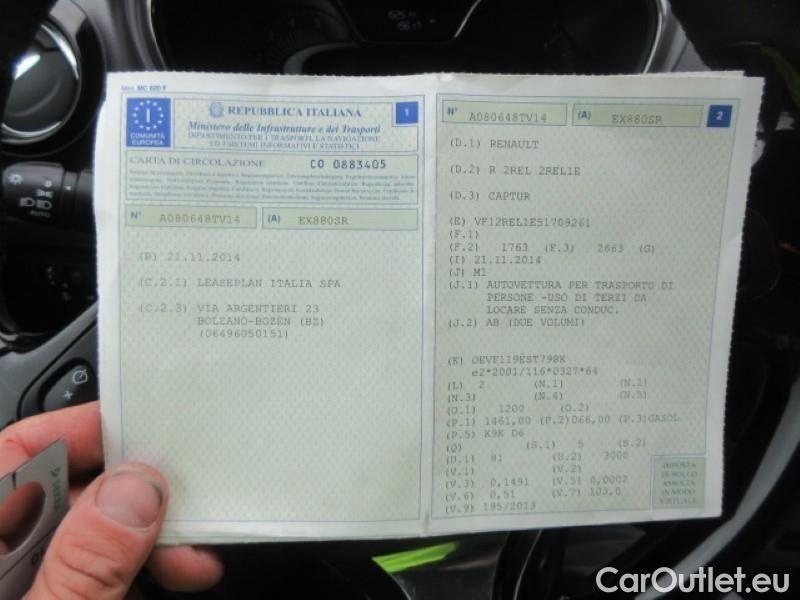 Mod. MC 820 F
I
COMUNITÀ
EUROPEA
REPUBBLICA ITALIANA
1
Ministero delle Infrastrutture e dei Trasporti
DIPARTIMENTO PER I TRASPORTI, LA NAVIGAZIONE
ED I SISTEMI INFORMATIVI E STATISTICI
CARTA DI CIRCOLAZIONE
CO 0883405
N° A080648TV14 (A) EX880SR
(B) 21.11.2014
(C.2.1) LEASEPLAN ITALIA SPA
(C.2.3) VIA ARGENTIERI 23
BOLZANO-BOZEN (BZ)
(06496050151)
N° A080648TV14 (A) EX880SR 2
(D.1) RENAULT
(D.2) R 2REL 2REL1E
(D.3) CAPTUR
(E) VF12REL1E51709261
(F.1)
(F.2) 1763 (F.3) 2663 (G)
(I) 21.11.2014
(J) M1
(J.1) AUTOVETTURA PER TRASPORTO DI
PERSONE -USO DI TERZI DA
LOCARE SENZA CONDUC.
(J.2) AB (DUE VOLUMI)
(K) OEVF119EST798K
e2*2001/116*0327*64
(L) 2 (N.1) (N.2)
(N.3) (N.4) (N.5)
(O.1) 1200 (O.2)
(P.1) 1461,00 (P.2)066,00 (P.3)GASOL
(P.5) K9K D6
(Q) (S.1) 5 (S.2)
(U.1) 81 (U.2) 3000
(V.1) (V.2)
(V.3) 0,1491 (V.5) 0,0002
(V.6) 0,51 (V.7) 103,0
(V.9) 195/2013
IMPOSTA
DI BOLLO
ASSOLTA
IN MODO
VIRTUALE
AUTO
CarOutlet.eu